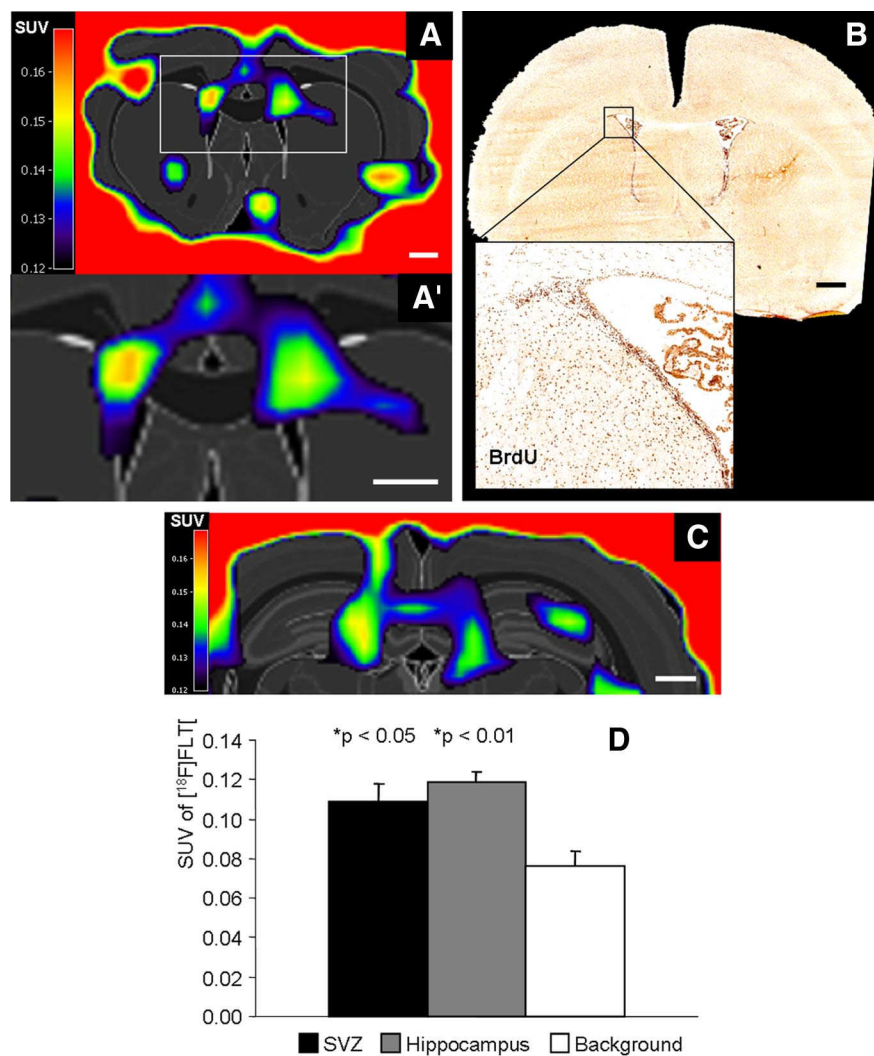 SUV
A
0.16
0.15
0.14
0.13
0.12
A'
B
BrdU
SUV
C
0.16
0.15
0.14
0.13
0.12
D
*p < 0.05 *p < 0.01
SUV of [¹⁸F]FLT[
0.14
0.12
0.10
0.08
0.06
0.04
0.02
0.00
SVZ Hippocampus Background